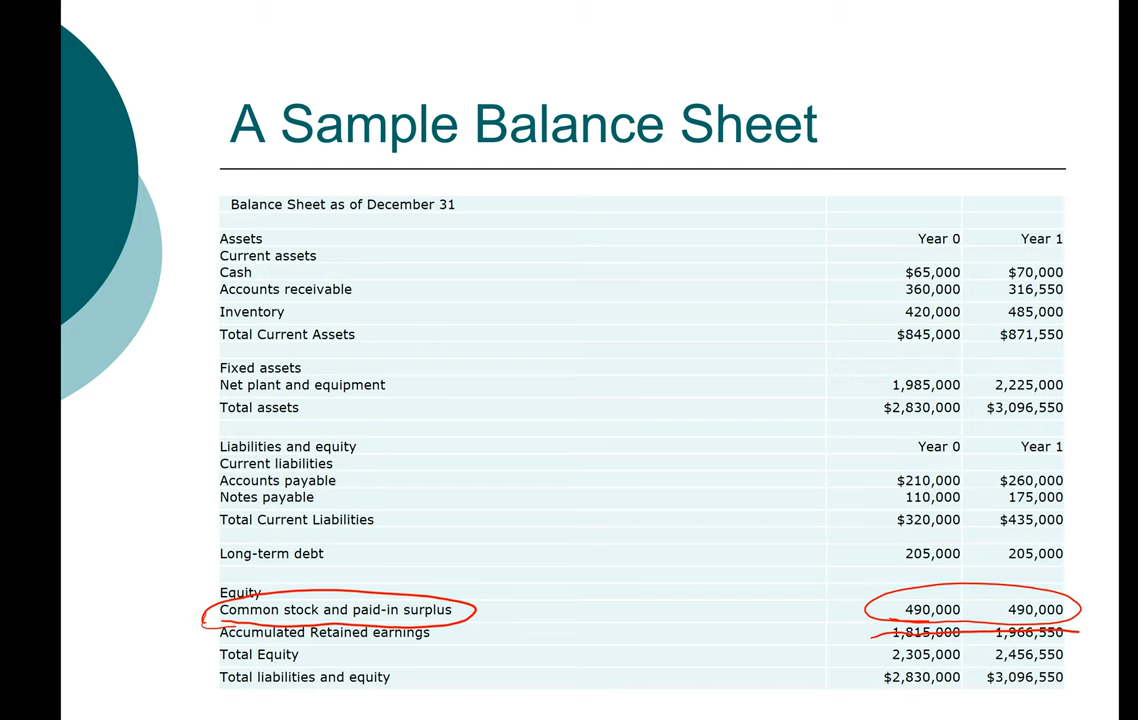 A Sample Balance Sheet
Balance Sheet as of December 31
Assets Year 0 Year 1
Current assets
Cash $65,000 $70,000
Accounts receivable 360,000 316,550
Inventory 420,000 485,000
Total Current Assets $845,000 $871,550
Fixed assets
Net plant and equipment 1,985,000 2,225,000
Total assets $2,830,000 $3,096,550
Liabilities and equity Year 0 Year 1
Current liabilities
Accounts payable $210,000 $260,000
Notes payable 110,000 175,000
Total Current Liabilities $320,000 $435,000
Long-term debt 205,000 205,000
Equity
Common stock and paid-in surplus 490,000 490,000
Accumulated Retained earnings 1,815,000 1,966,550
Total Equity 2,305,000 2,456,550
Total liabilities and equity $2,830,000 $3,096,550